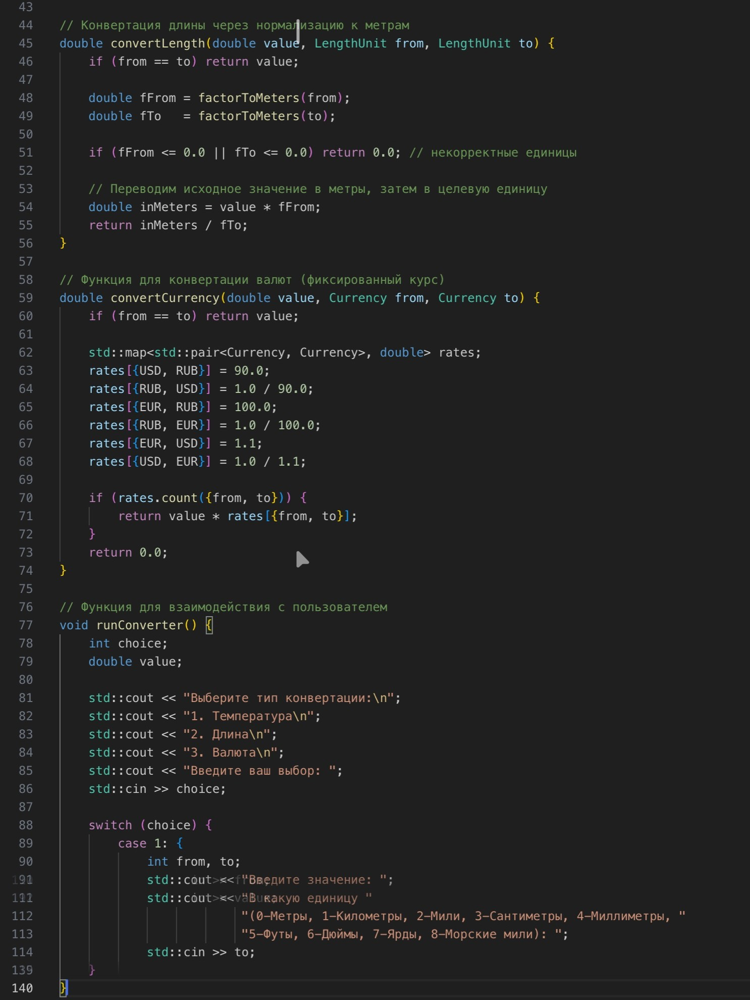 43
44 // Конвертация длины через нормализацию к метрам
45 double convertLength(double value, LengthUnit from, LengthUnit to) {
46 if (from == to) return value;
47
48 double fFrom = factorToMeters(from);
49 double fTo   = factorToMeters(to);
50
51 if (fFrom <= 0.0 || fTo <= 0.0) return 0.0; // некорректные единицы
52
53 // Переводим исходное значение в метры, затем в целевую единицу
54 double inMeters = value * fFrom;
55 return inMeters / fTo;
56 }
57
58 // Функция для конвертации валют (фиксированный курс)
59 double convertCurrency(double value, Currency from, Currency to) {
60 if (from == to) return value;
61
62 std::map<std::pair<Currency, Currency>, double> rates;
63 rates[{USD, RUB}] = 90.0;
64 rates[{RUB, USD}] = 1.0 / 90.0;
65 rates[{EUR, RUB}] = 100.0;
66 rates[{RUB, EUR}] = 1.0 / 100.0;
67 rates[{EUR, USD}] = 1.1;
68 rates[{USD, EUR}] = 1.0 / 1.1;
69
70 if (rates.count({from, to})) {
71 return value * rates[{from, to}];
72 }
73 return 0.0;
74 }
75
76 // Функция для взаимодействия с пользователем
77 void runConverter() {
78 int choice;
79 double value;
80
81 std::cout << "Выберите тип конвертации:\n";
82 std::cout << "1. Температура\n";
83 std::cout << "2. Длина\n";
84 std::cout << "3. Валюта\n";
85 std::cout << "Введите ваш выбор: ";
86 std::cin >> choice;
87
88 switch (choice) {
89 case 1: {
90 int from, to;
91 std::cout << "Введите значение: ";
111 std::cout << "В какую единицу "
112 "(0–Метры, 1–Километры, 2–Мили, 3–Сантиметры, 4–Миллиметры, "
113 "5–Футы, 6–Дюймы, 7–Ярды, 8–Морские мили): ";
114 std::cin >> to;
139 }
140 }